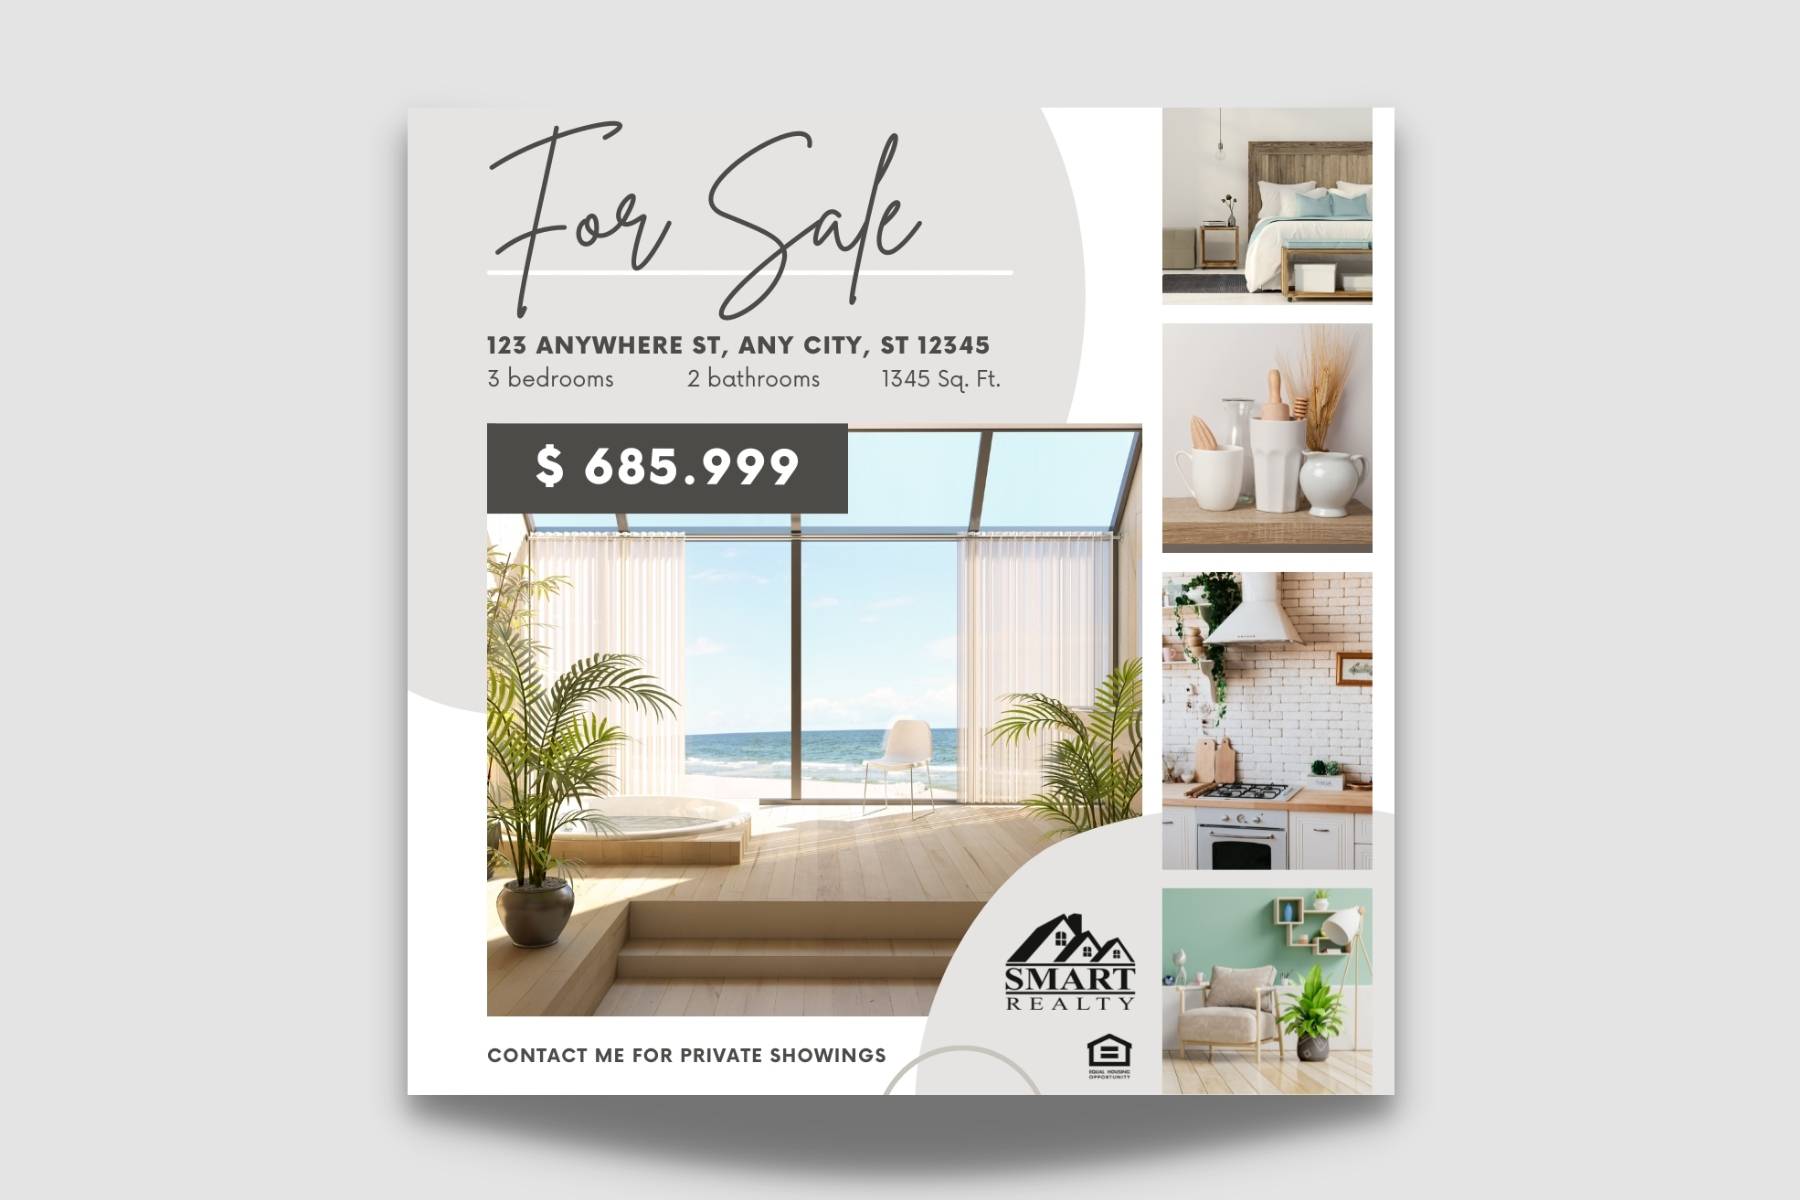 For Sale
123 ANYWHERE ST, ANY CITY, ST 12345
3 bedrooms 2 bathrooms 1345 Sq. Ft.
$ 685.999
SMART
REALTY
CONTACT ME FOR PRIVATE SHOWINGS
EQUAL HOUSING
OPPORTUNITY